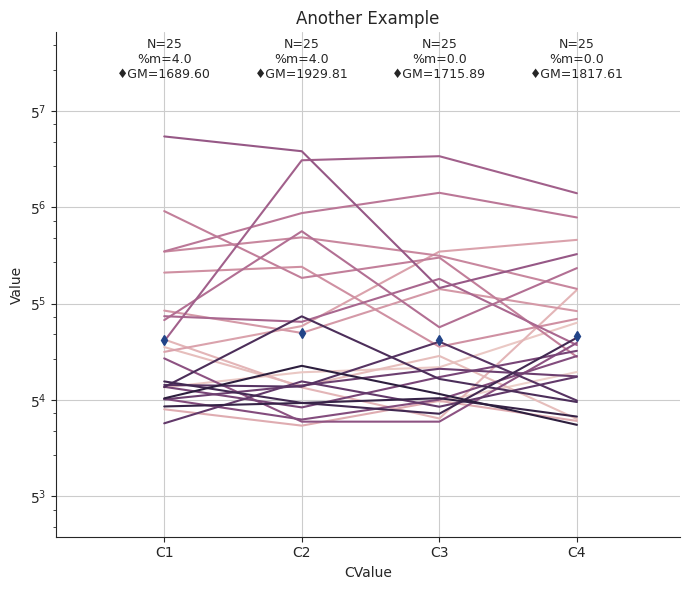 Another Example
N=25 N=25 N=25 N=25
%m=4.0 %m=4.0 %m=0.0 %m=0.0
♦GM=1689.60 ♦GM=1929.81 ♦GM=1715.89 ♦GM=1817.61
5⁷
5⁶
5⁵
5⁴
5³
Value
C1 C2 C3 C4
CValue